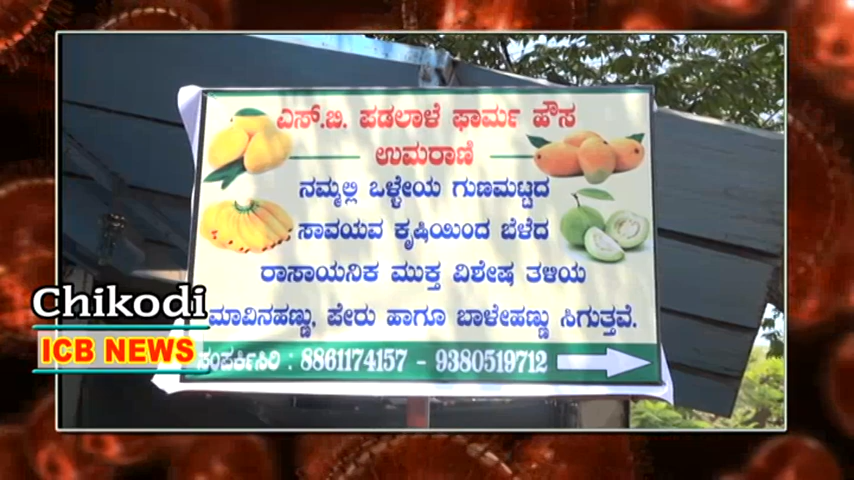 ಎಸ್.ಬಿ. ಪಡಲಾಳೆ ಫಾರ್ಮ ಹೌಸ
ಉಮರಾಣಿ
ನಮ್ಮಲ್ಲಿ ಒಳ್ಳೇಯ ಗುಣಮಟ್ಟದ
ಸಾವಯವ ಕೃಷಿಯಿಂದ ಬೆಳೆದ
ರಾಸಾಯನಿಕ ಮುಕ್ತ ವಿಶೇಷ ತಳಿಯ
ಮಾವಿನಹಣ್ಣು, ಪೇರು ಹಾಗೂ ಬಾಳೇಹಣ್ಣು ಸಿಗುತ್ತವೆ.
ಸಂಪರ್ಕಿಸಿರಿ : 8861174157 - 9380519712
Chikodi
ICB NEWS